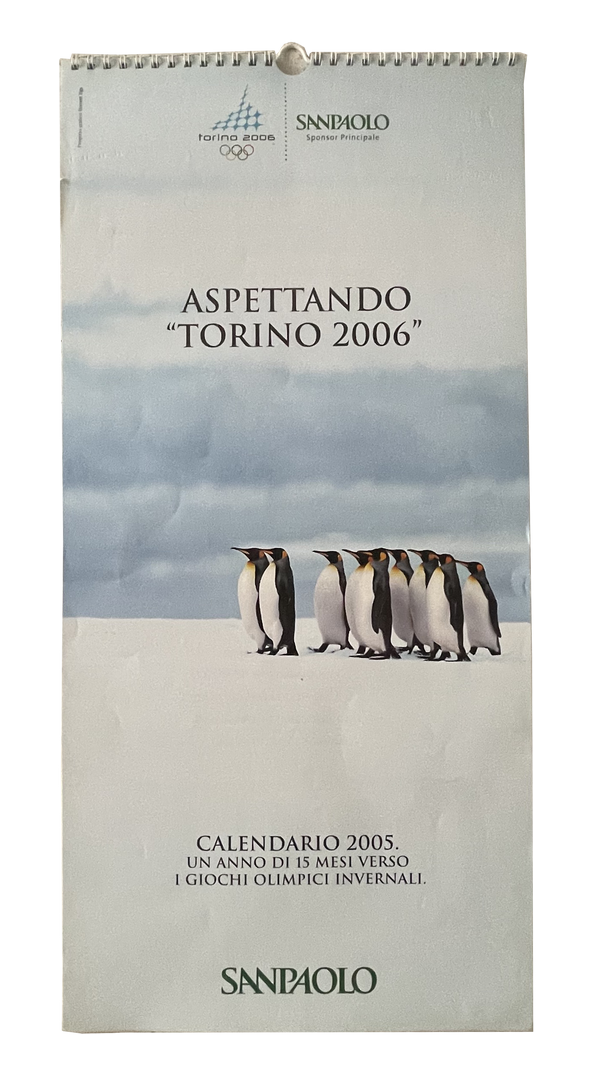 torino 2006
SANPAOLO
Sponsor Principale
ASPETTANDO
“TORINO 2006”
CALENDARIO 2005.
UN ANNO DI 15 MESI VERSO
I GIOCHI OLIMPICI INVERNALI.
SANPAOLO